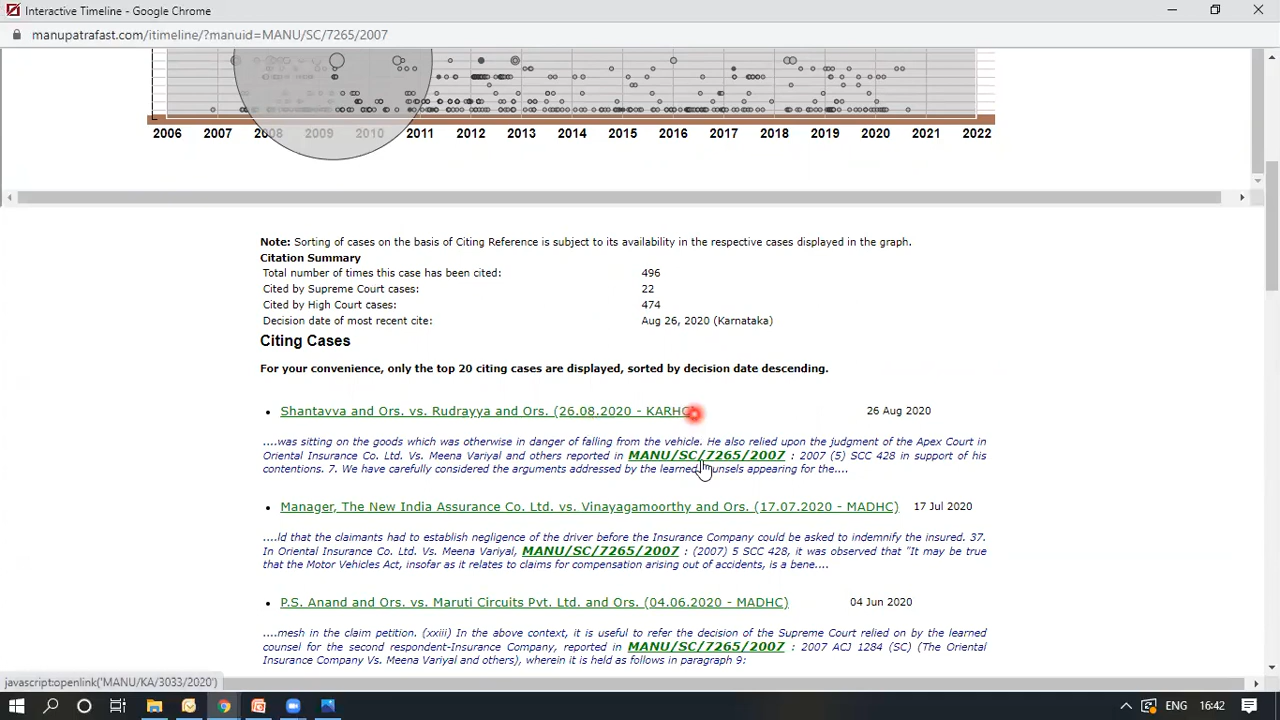 Interactive Timeline - Google Chrome
manupatrafast.com/itimeline/?manuid=MANU/SC/7265/2007
2006 2007 2008 2009 2010 2011 2012 2013 2014 2015 2016 2017 2018 2019 2020 2021 2022
Note: Sorting of cases on the basis of Citing Reference is subject to its availability in the respective cases displayed in the graph.
Citation Summary
Total number of times this case has been cited: 496
Cited by Supreme Court cases: 22
Cited by High Court cases: 474
Decision date of most recent cite: Aug 26, 2020 (Karnataka)
Citing Cases
For your convenience, only the top 20 citing cases are displayed, sorted by decision date descending.
• Shantavva and Ors. vs. Rudrayya and Ors. (26.08.2020 - KARHC) 26 Aug 2020
....was sitting on the goods which was otherwise in danger of falling from the vehicle. He also relied upon the judgment of the Apex Court in
Oriental Insurance Co. Ltd. Vs. Meena Variyal and others reported in MANU/SC/7265/2007 : 2007 (5) SCC 428 in support of his
contentions. 7. We have carefully considered the arguments addressed by the learned counsels appearing for the....
• Manager, The New India Assurance Co. Ltd. vs. Vinayagamoorthy and Ors. (17.07.2020 - MADHC) 17 Jul 2020
....ld that the claimants had to establish negligence of the driver before the Insurance Company could be asked to indemnify the insured. 37.
In Oriental Insurance Co. Ltd. Vs. Meena Variyal, MANU/SC/7265/2007 : (2007) 5 SCC 428, it was observed that "It may be true
that the Motor Vehicles Act, insofar as it relates to claims for compensation arising out of accidents, is a bene....
• P.S. Anand and Ors. vs. Maruti Circuits Pvt. Ltd. and Ors. (04.06.2020 - MADHC) 04 Jun 2020
....mesh in the claim petition. (xxiii) In the above context, it is useful to refer the decision of the Supreme Court relied on by the learned
counsel for the second respondent-Insurance Company, reported in MANU/SC/7265/2007 : 2007 ACJ 1284 (SC) (The Oriental
Insurance Company Vs. Meena Variyal and others), wherein it is held as follows in paragraph 9:
javascript:openlink('MANU/KA/3033/2020')
ENG 16:42